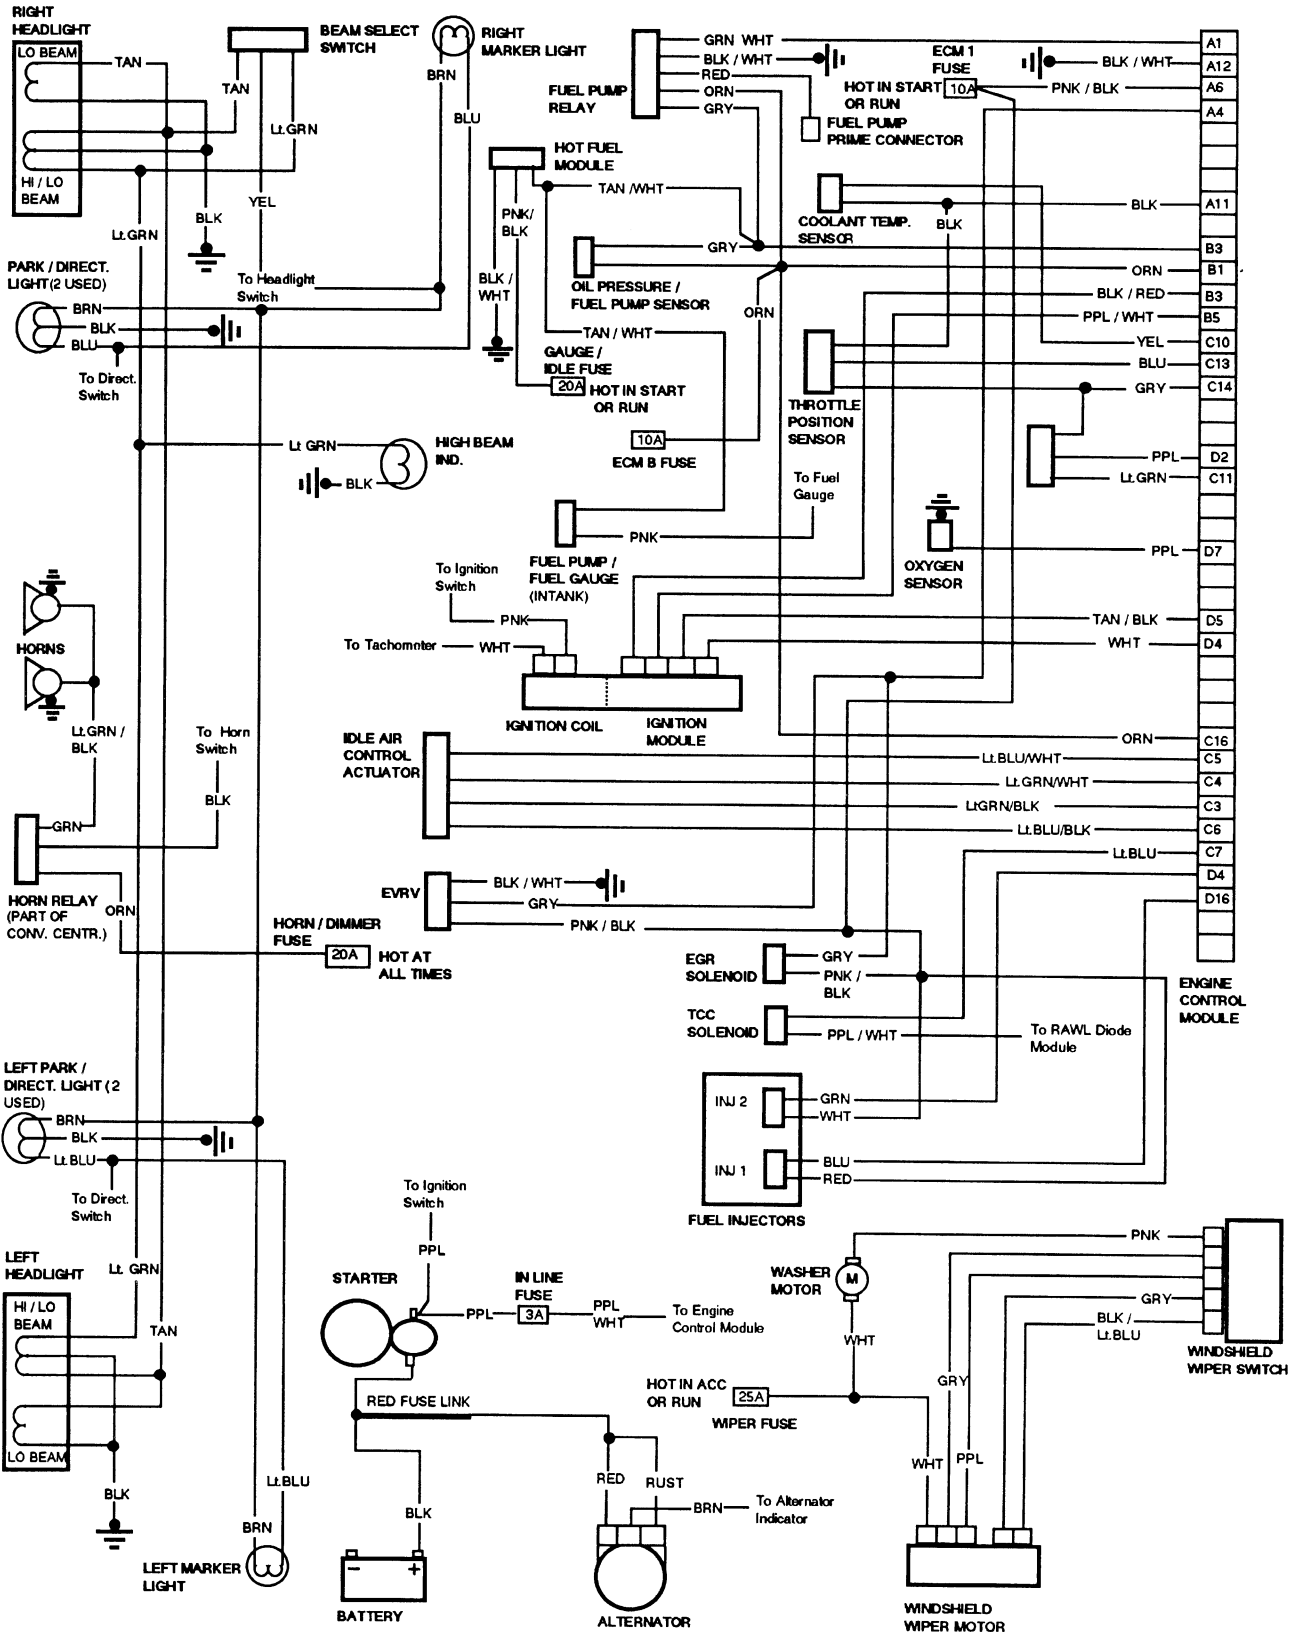 RIGHT
HEADLIGHT
LO BEAM
TAN
HI / LO
BEAM
BEAM SELECT
SWITCH
TAN
Lt.GRN
YEL
BLK
Lt.GRN
RIGHT
MARKER LIGHT
BRN
BLU
To Headlight
Switch
PARK / DIRECT.
LIGHT(2 USED)
BRN
BLK
BLU
To Direct.
Switch
FUEL PUMP
RELAY
GRN WHT
BLK / WHT
RED
ORN
GRY
FUEL PUMP
PRIME CONNECTOR
ECM 1
FUSE
HOT IN START
OR RUN
10A
BLK / WHT
PNK / BLK
A1
A12
A6
A4
HOT FUEL
MODULE
TAN /WHT
PNK/
BLK
BLK /
WHT
COOLANT TEMP.
SENSOR
BLK
BLK
A11
GRY
B3
OIL PRESSURE /
FUEL PUMP SENSOR
ORN
B1
BLK / RED
B3
PPL / WHT
B5
ORN
TAN / WHT
GAUGE /
IDLE FUSE
20A
HOT IN START
OR RUN
10A
ECM B FUSE
THROTTLE
POSITION
SENSOR
YEL
C10
BLU
C13
GRY
C14
PPL
D2
Lt.GRN
C11
Lt GRN
HIGH BEAM
IND.
BLK
To Fuel
Gauge
PNK
FUEL PUMP /
FUEL GAUGE
(INTANK)
OXYGEN
SENSOR
PPL
D7
HORNS
Lt.GRN /
BLK
To Ignition
Switch
PNK
To Tachomnter
WHT
TAN / BLK
D5
WHT
D4
IGNITION COIL
IGNITION
MODULE
To Horn
Switch
BLK
IDLE AIR
CONTROL
ACTUATOR
ORN
C16
Lt.BLU/WHT
C5
Lt.GRN/WHT
C4
LtGRN/BLK
C3
Lt.BLU/BLK
C6
Lt.BLU
C7
D4
D16
GRN
HORN RELAY
(PART OF
CONV. CENTR.)
ORN
EVRV
BLK / WHT
GRY
PNK / BLK
HORN / DIMMER
FUSE
20A
HOT AT
ALL TIMES
EGR
SOLENOID
GRY
PNK /
BLK
TCC
SOLENOID
PPL / WHT
To RAWL Diode
Module
ENGINE
CONTROL
MODULE
INJ 2
GRN
WHT
INJ 1
BLU
RED
FUEL INJECTORS
LEFT PARK /
DIRECT. LIGHT ( 2
USED)
BRN
BLK
Lt.BLU
To Direct.
Switch
LEFT
HEADLIGHT
HI / LO
BEAM
LO BEAM
Lt. GRN
TAN
BLK
Lt.BLU
BRN
LEFT MARKER
LIGHT
To Ignition
Switch
PPL
STARTER
PPL
IN LINE
FUSE
3A
PPL
WHT
To Engine
Control Module
RED FUSE LINK
BLK
- +
BATTERY
RED
RUST
BRN
To Alternator
Indicator
ALTERNATOR
WASHER
MOTOR
M
WHT
HOT IN ACC
OR RUN
25A
WIPER FUSE
PNK
GRY
BLK /
Lt.BLU
WINDSHIELD
WIPER SWITCH
GRY
WHT
PPL
WINDSHIELD
WIPER MOTOR